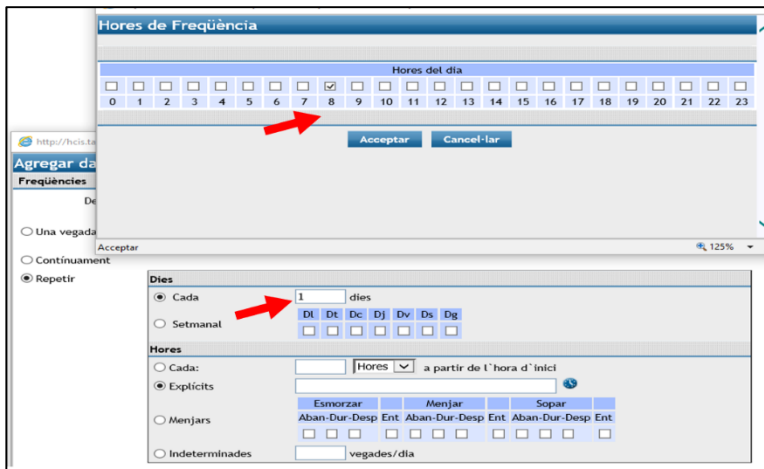 Hores de Freqüència
Hores del dia
0 1 2 3 4 5 6 7 8 9 10 11 12 13 14 15 16 17 18 19 20 21 22 23
Acceptar Cancel·lar
Acceptar 125%
http://hcis.ta
Agregar da
Freqüències
De
Una vegada
Contínuament
Repetir
Dies
Cada 1 dies
Setmanal Dl Dt Dc Dj Dv Ds Dg
Hores
Cada: Hores a partir de l`hora d`inici
Explícits
Esmorzar Menjar Sopar
Aban-Dur-Desp Ent Aban-Dur-Desp Ent Aban-Dur-Desp Ent
Menjars
Indeterminades vegades/dia